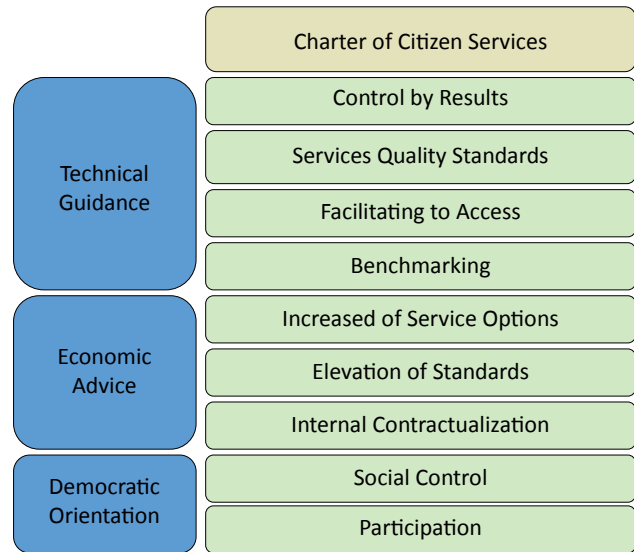 Charter of Citizen Services
Technical
Guidance
Control by Results
Services Quality Standards
Facilitating to Access
Benchmarking
Economic
Advice
Increased of Service Options
Elevation of Standards
Internal Contractualization
Democratic
Orientation
Social Control
Participation